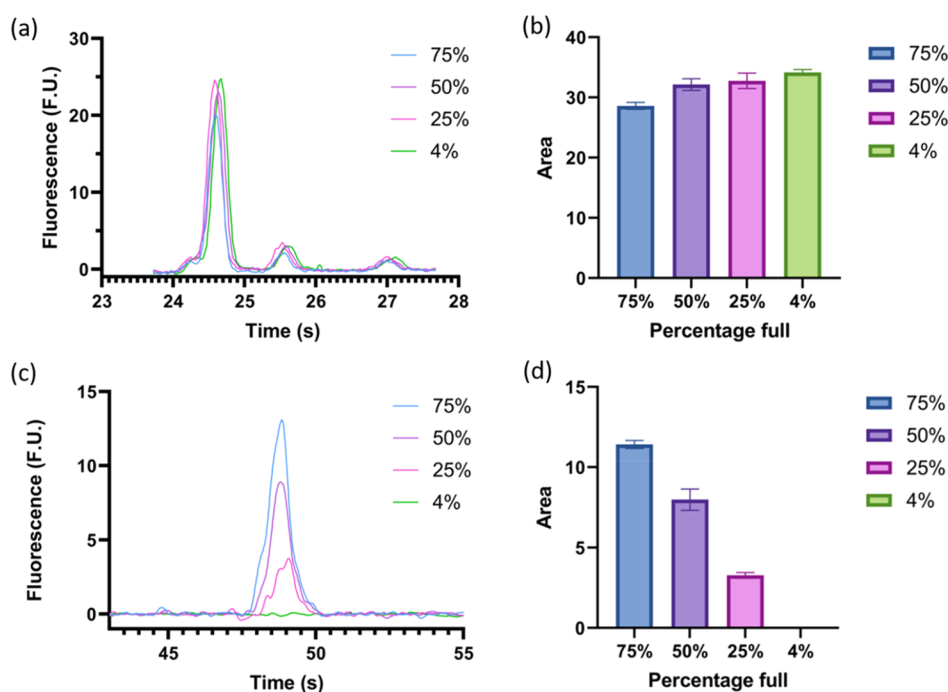 (a)
30
20
10
0
Fluorescence (F.U.)
23 24 25 26 27 28
Time (s)
75%
50%
25%
4%
(b)
40
30
20
10
0
Area
75% 50% 25% 4%
Percentage full
75%
50%
25%
4%
(c)
15
10
5
0
Fluorescence (F.U.)
45 50 55
Time (s)
75%
50%
25%
4%
(d)
15
10
5
0
Area
75% 50% 25% 4%
Percentage full
75%
50%
25%
4%